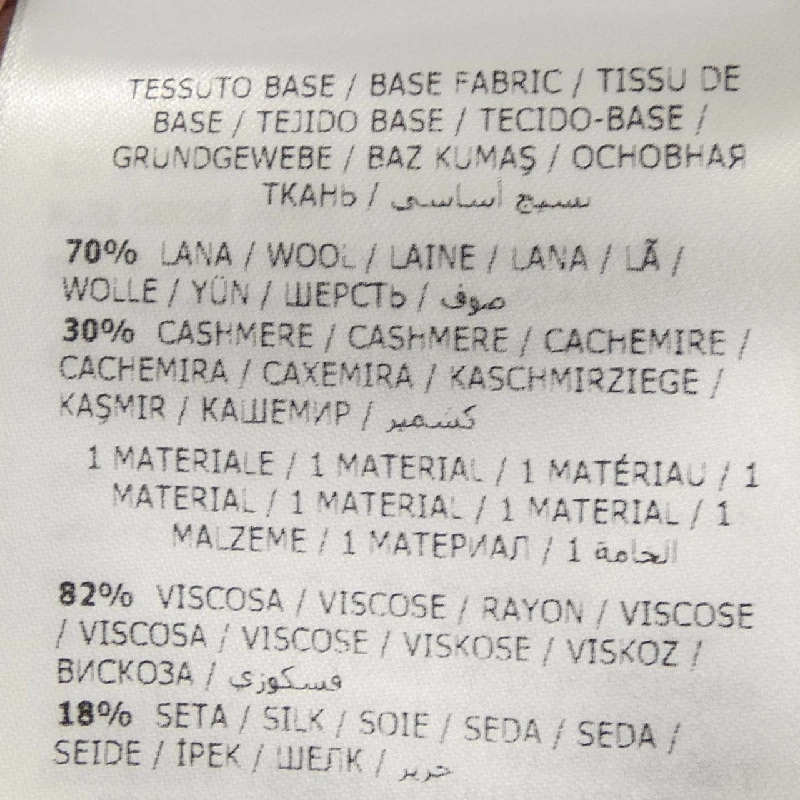 TESSUTO BASE / BASE FABRIC / TISSU DE
BASE / TEJIDO BASE / TECIDO-BASE /
GRUNDGEWEBE / BAZ KUMAŞ / ОСНОВНАЯ
ТКАНЬ / نسيج أساسي
70% LANA / WOOL / LAINE / LANA / LÃ /
WOLLE / YÜN / ШЕРСТЬ / صوف
30% CASHMERE / CASHMERE / CACHEMIRE /
CACHEMIRA / CAXEMIRA / KASCHMIRZIEGE /
KAŞMIR / КАШЕМИР / كشمير
1 MATERIALE / 1 MATERIAL / 1 MATÉRIAU / 1
MATERIAL / 1 MATERIAL / 1 MATERIAL / 1
MALZEME / 1 МАТЕРИАЛ / 1 الخامة
82% VISCOSA / VISCOSE / RAYON / VISCOSE
/ VISCOSA / VISCOSE / VISKOSE / VISKOZ /
ВИСКОЗА / فسكوزي
18% SETA / SILK / SOIE / SEDA / SEDA /
SEIDE / İPEK / ШЕЛК / حرير